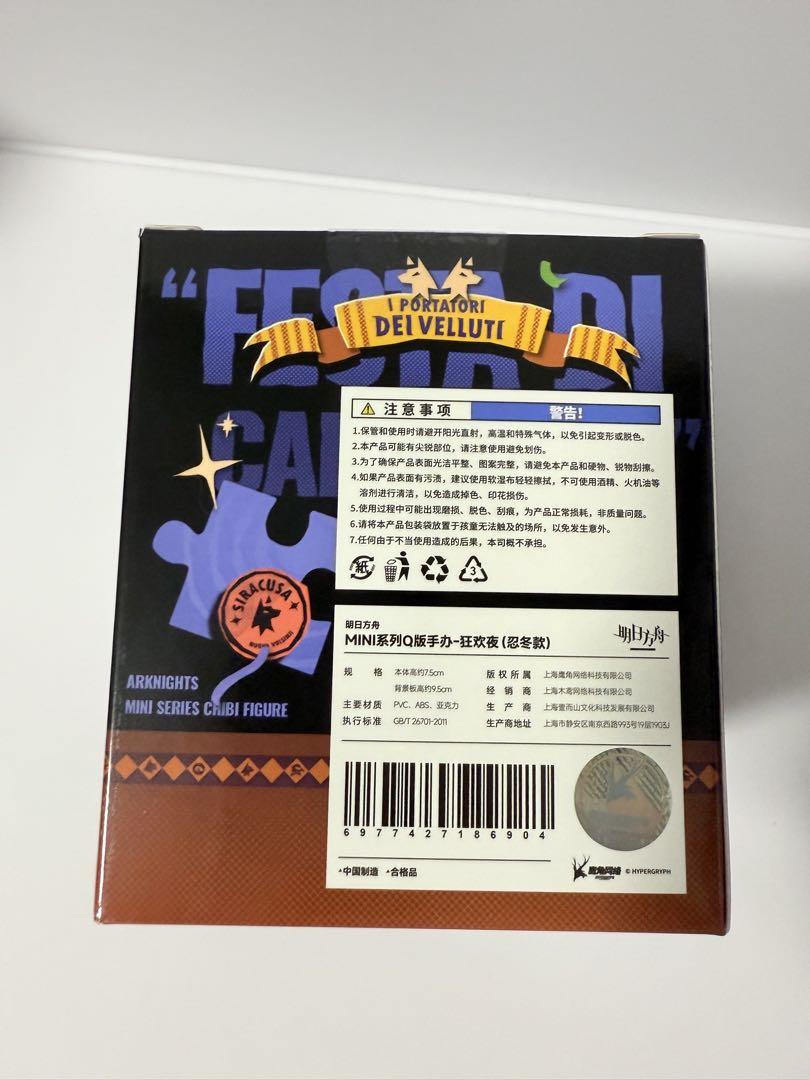 “FESTA DI
I PORTATORI
DEI VELLUTI
CA ”
注意事项 警告!
1.保管和使用时请避开阳光直射，高温和特殊气体，以免引起变形或脱色。
2.本产品可能有尖锐部位，请注意使用避免划伤。
3.为了确保产品表面光洁平整、图案完整，请避免本产品和硬物、锐物刮擦。
4.如果产品表面有污渍，建议使用软湿布轻轻擦拭，不可使用酒精、火机油等
溶剂进行清洁，以免造成掉色、印花损伤。
5.使用过程中可能出现磨损、脱色、刮痕，为产品正常损耗，非质量问题。
6.请将本产品包装袋放置于孩童无法触及的场所，以免发生意外。
7.任何由于不当使用造成的后果，本司概不承担。
紙
3
SIRACUSA
NUOVA VOLSINII
ARKNIGHTS
MINI SERIES CHIBI FIGURE
明日方舟
MINI系列Q版手办-狂欢夜(忍冬款)
明日方舟
规格 本体高约7.5cm
背景板高约9.5cm
主要材质 PVC、ABS、亚克力
执行标准 GB/T 26701-2011
版权所属 上海鹰角网络科技有限公司
经销商 上海木鸢网络科技有限公司
生产商 上海壹而山文化科技发展有限公司
生产商地址 上海市静安区南京西路993号19层1903J
6977427186904
中国制造 合格品
鹰角网络 © HYPERGRYPH